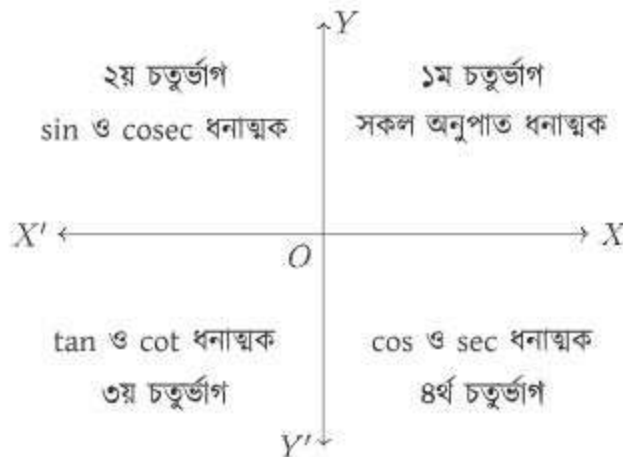 Y
২য় চতুর্ভাগ
১ম চতুর্ভাগ
sin ও cosec ধনাত্মক
সকল অনুপাত ধনাত্মক
X′
X
O
tan ও cot ধনাত্মক
cos ও sec ধনাত্মক
৩য় চতুর্ভাগ
৪র্থ চতুর্ভাগ
Y′